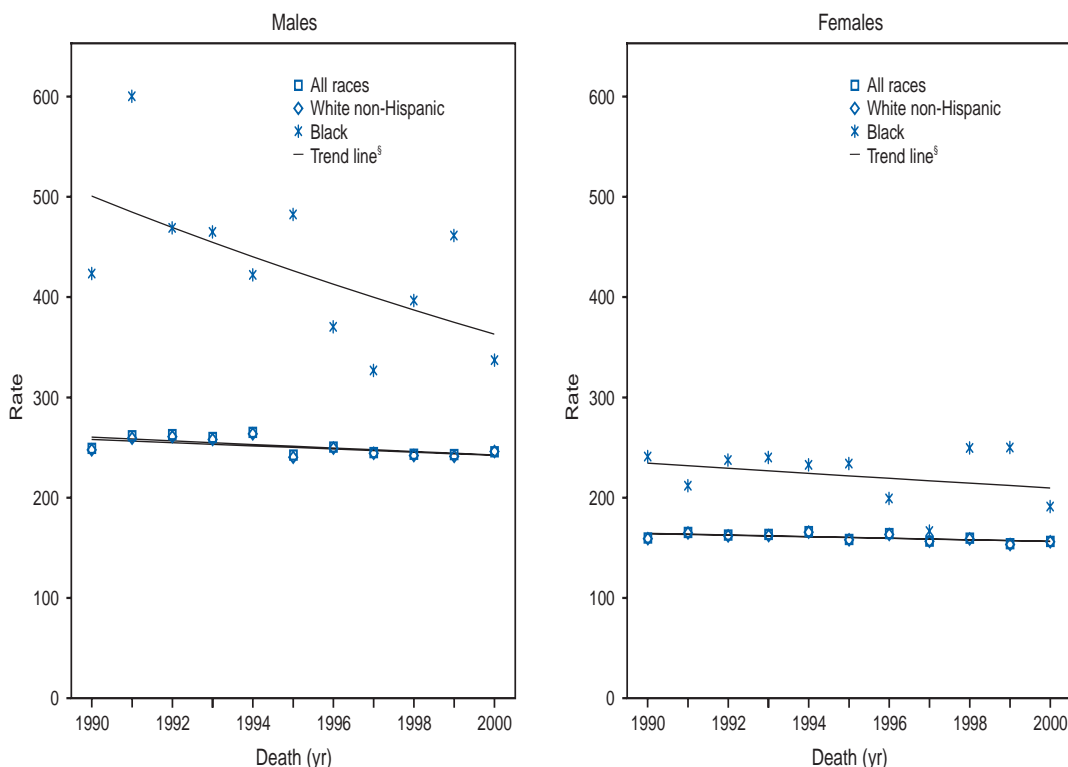 Males
Rate
600
500
400
300
200
100
0
All races
White non-Hispanic
Black
Trend line§
1990
1992
1994
1996
1998
2000
Death (yr)
Females
Rate
600
500
400
300
200
100
0
All races
White non-Hispanic
Black
Trend line§
1990
1992
1994
1996
1998
2000
Death (yr)